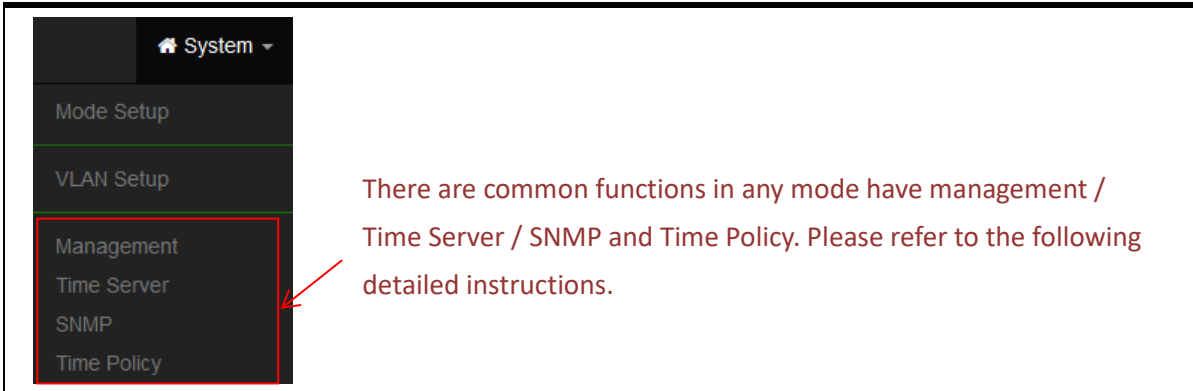 System
Mode Setup
VLAN Setup
Management
Time Server
SNMP
Time Policy
There are common functions in any mode have management /
Time Server / SNMP and Time Policy. Please refer to the following
detailed instructions.